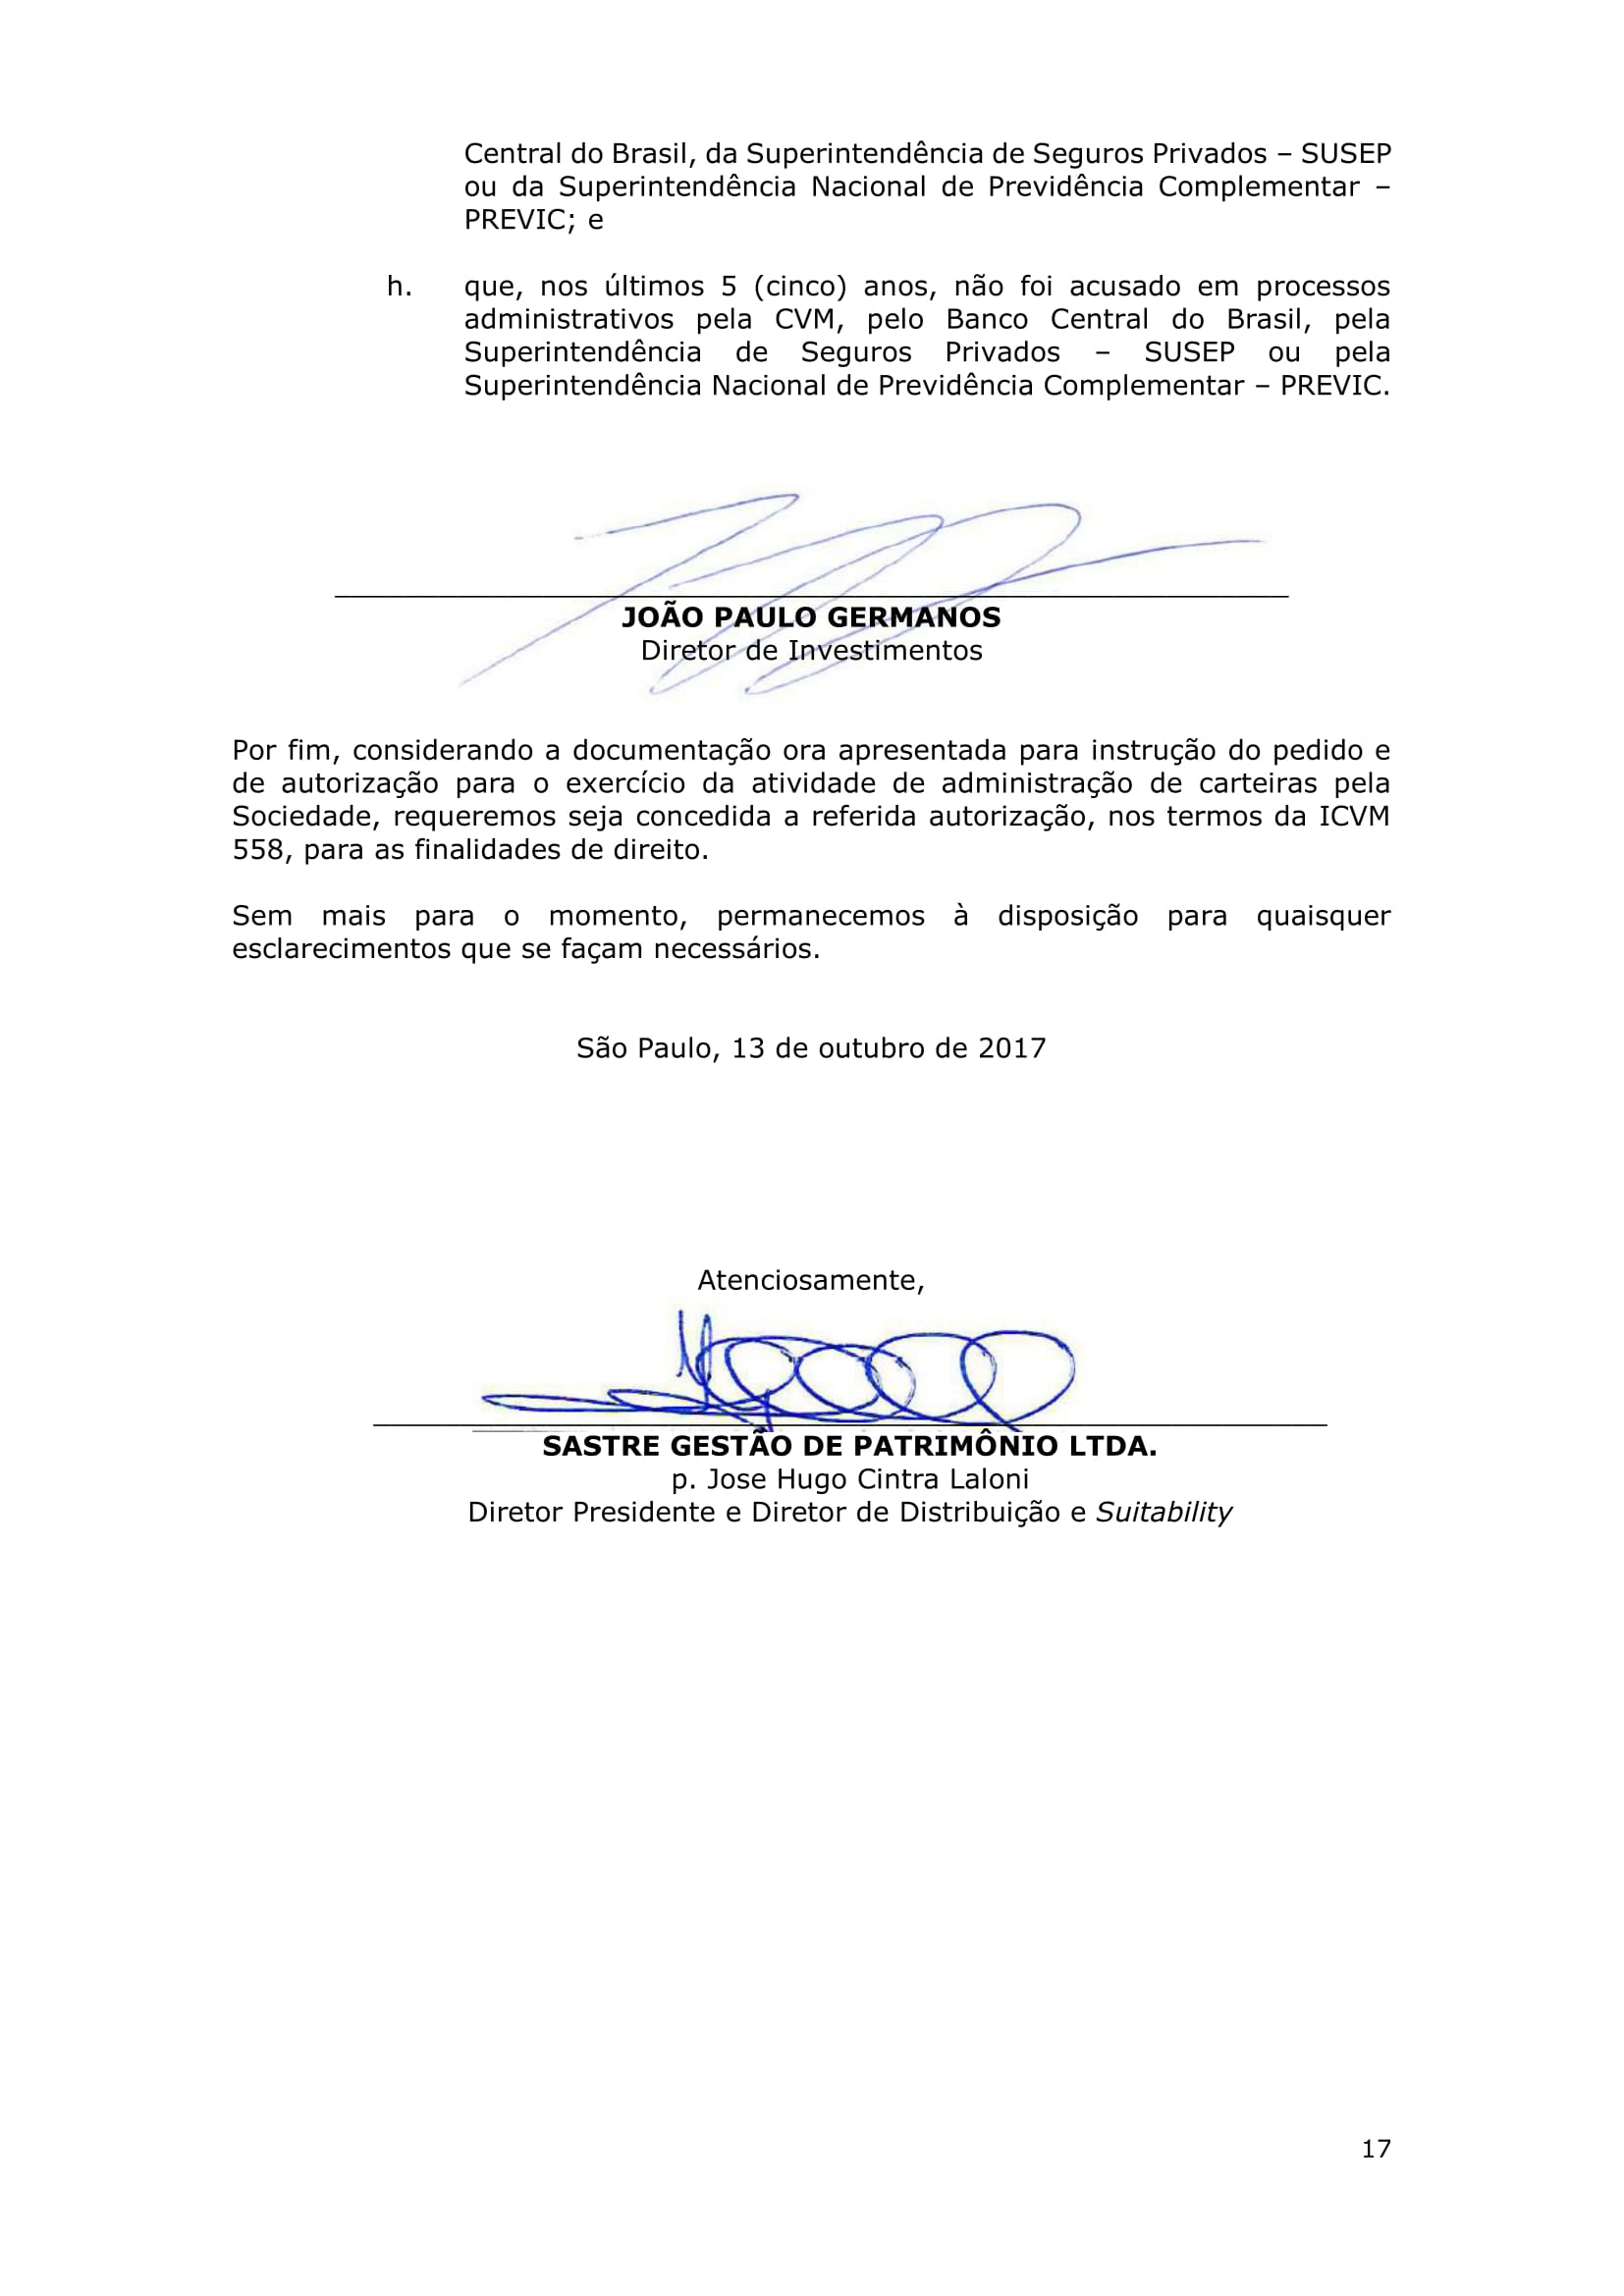 Central do Brasil, da Superintendência de Seguros Privados – SUSEP
ou da Superintendência Nacional de Previdência Complementar –
PREVIC; e
h. que, nos últimos 5 (cinco) anos, não foi acusado em processos
administrativos pela CVM, pelo Banco Central do Brasil, pela
Superintendência de Seguros Privados – SUSEP ou pela
Superintendência Nacional de Previdência Complementar – PREVIC.
JOÃO PAULO GERMANOS
Diretor de Investimentos
Por fim, considerando a documentação ora apresentada para instrução do pedido e
de autorização para o exercício da atividade de administração de carteiras pela
Sociedade, requeremos seja concedida a referida autorização, nos termos da ICVM
558, para as finalidades de direito.
Sem mais para o momento, permanecemos à disposição para quaisquer
esclarecimentos que se façam necessários.
São Paulo, 13 de outubro de 2017
Atenciosamente,
SASTRE GESTÃO DE PATRIMÔNIO LTDA.
p. Jose Hugo Cintra Laloni
Diretor Presidente e Diretor de Distribuição e Suitability
17